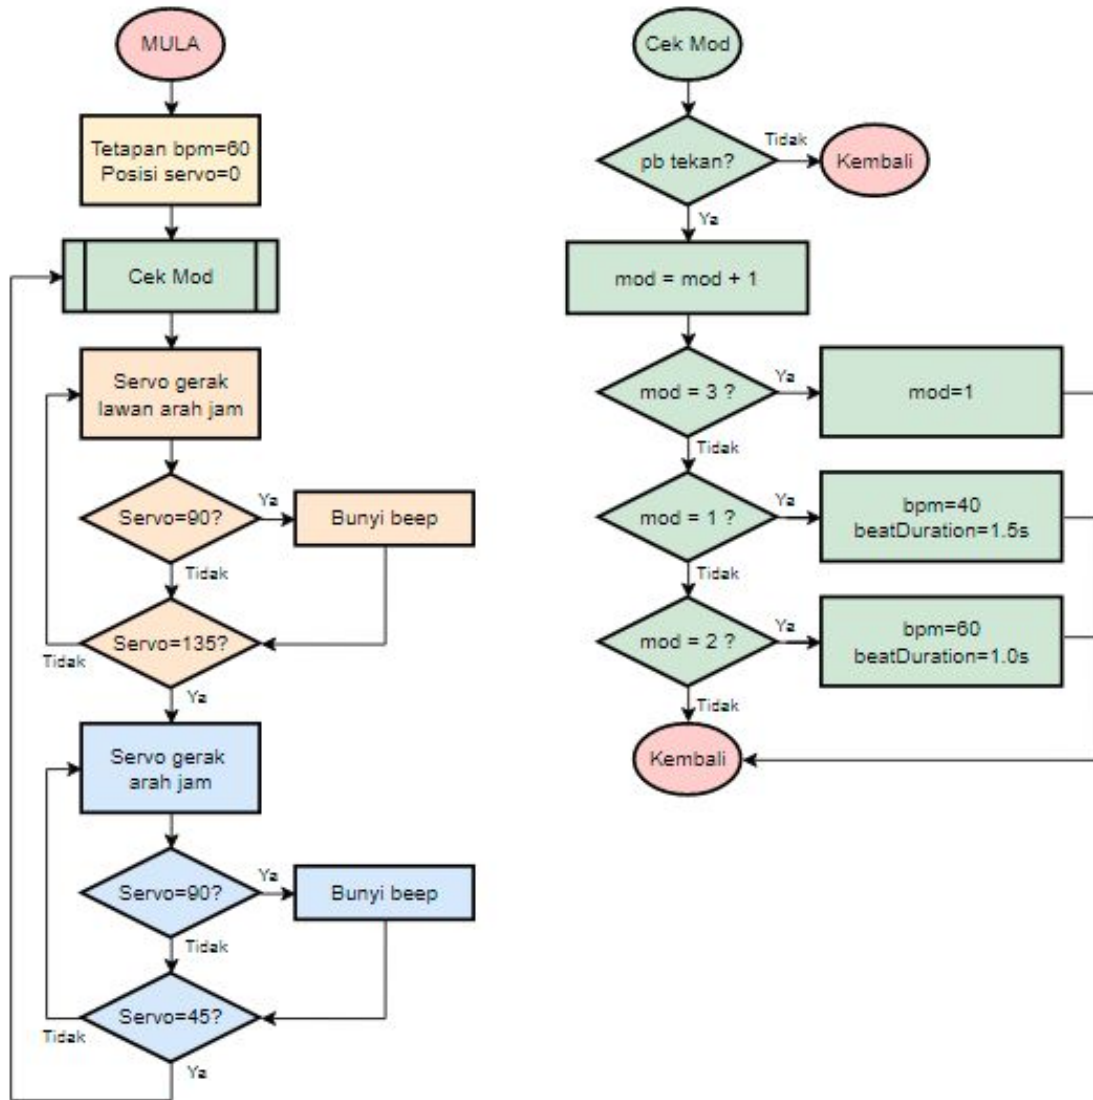 MULA
Tetapan bpm=60
Posisi servo=0
Cek Mod
Servo gerak
lawan arah jam
Servo=90?
Ya
Bunyi beep
Tidak
Servo=135?
Tidak
Ya
Servo gerak
arah jam
Servo=90?
Ya
Bunyi beep
Tidak
Servo=45?
Tidak
Ya
Cek Mod
pb tekan?
Tidak
Kembali
Ya
mod = mod + 1
mod = 3 ?
Ya
mod=1
Tidak
mod = 1 ?
Ya
bpm=40
beatDuration=1.5s
Tidak
mod = 2 ?
Ya
bpm=60
beatDuration=1.0s
Tidak
Kembali